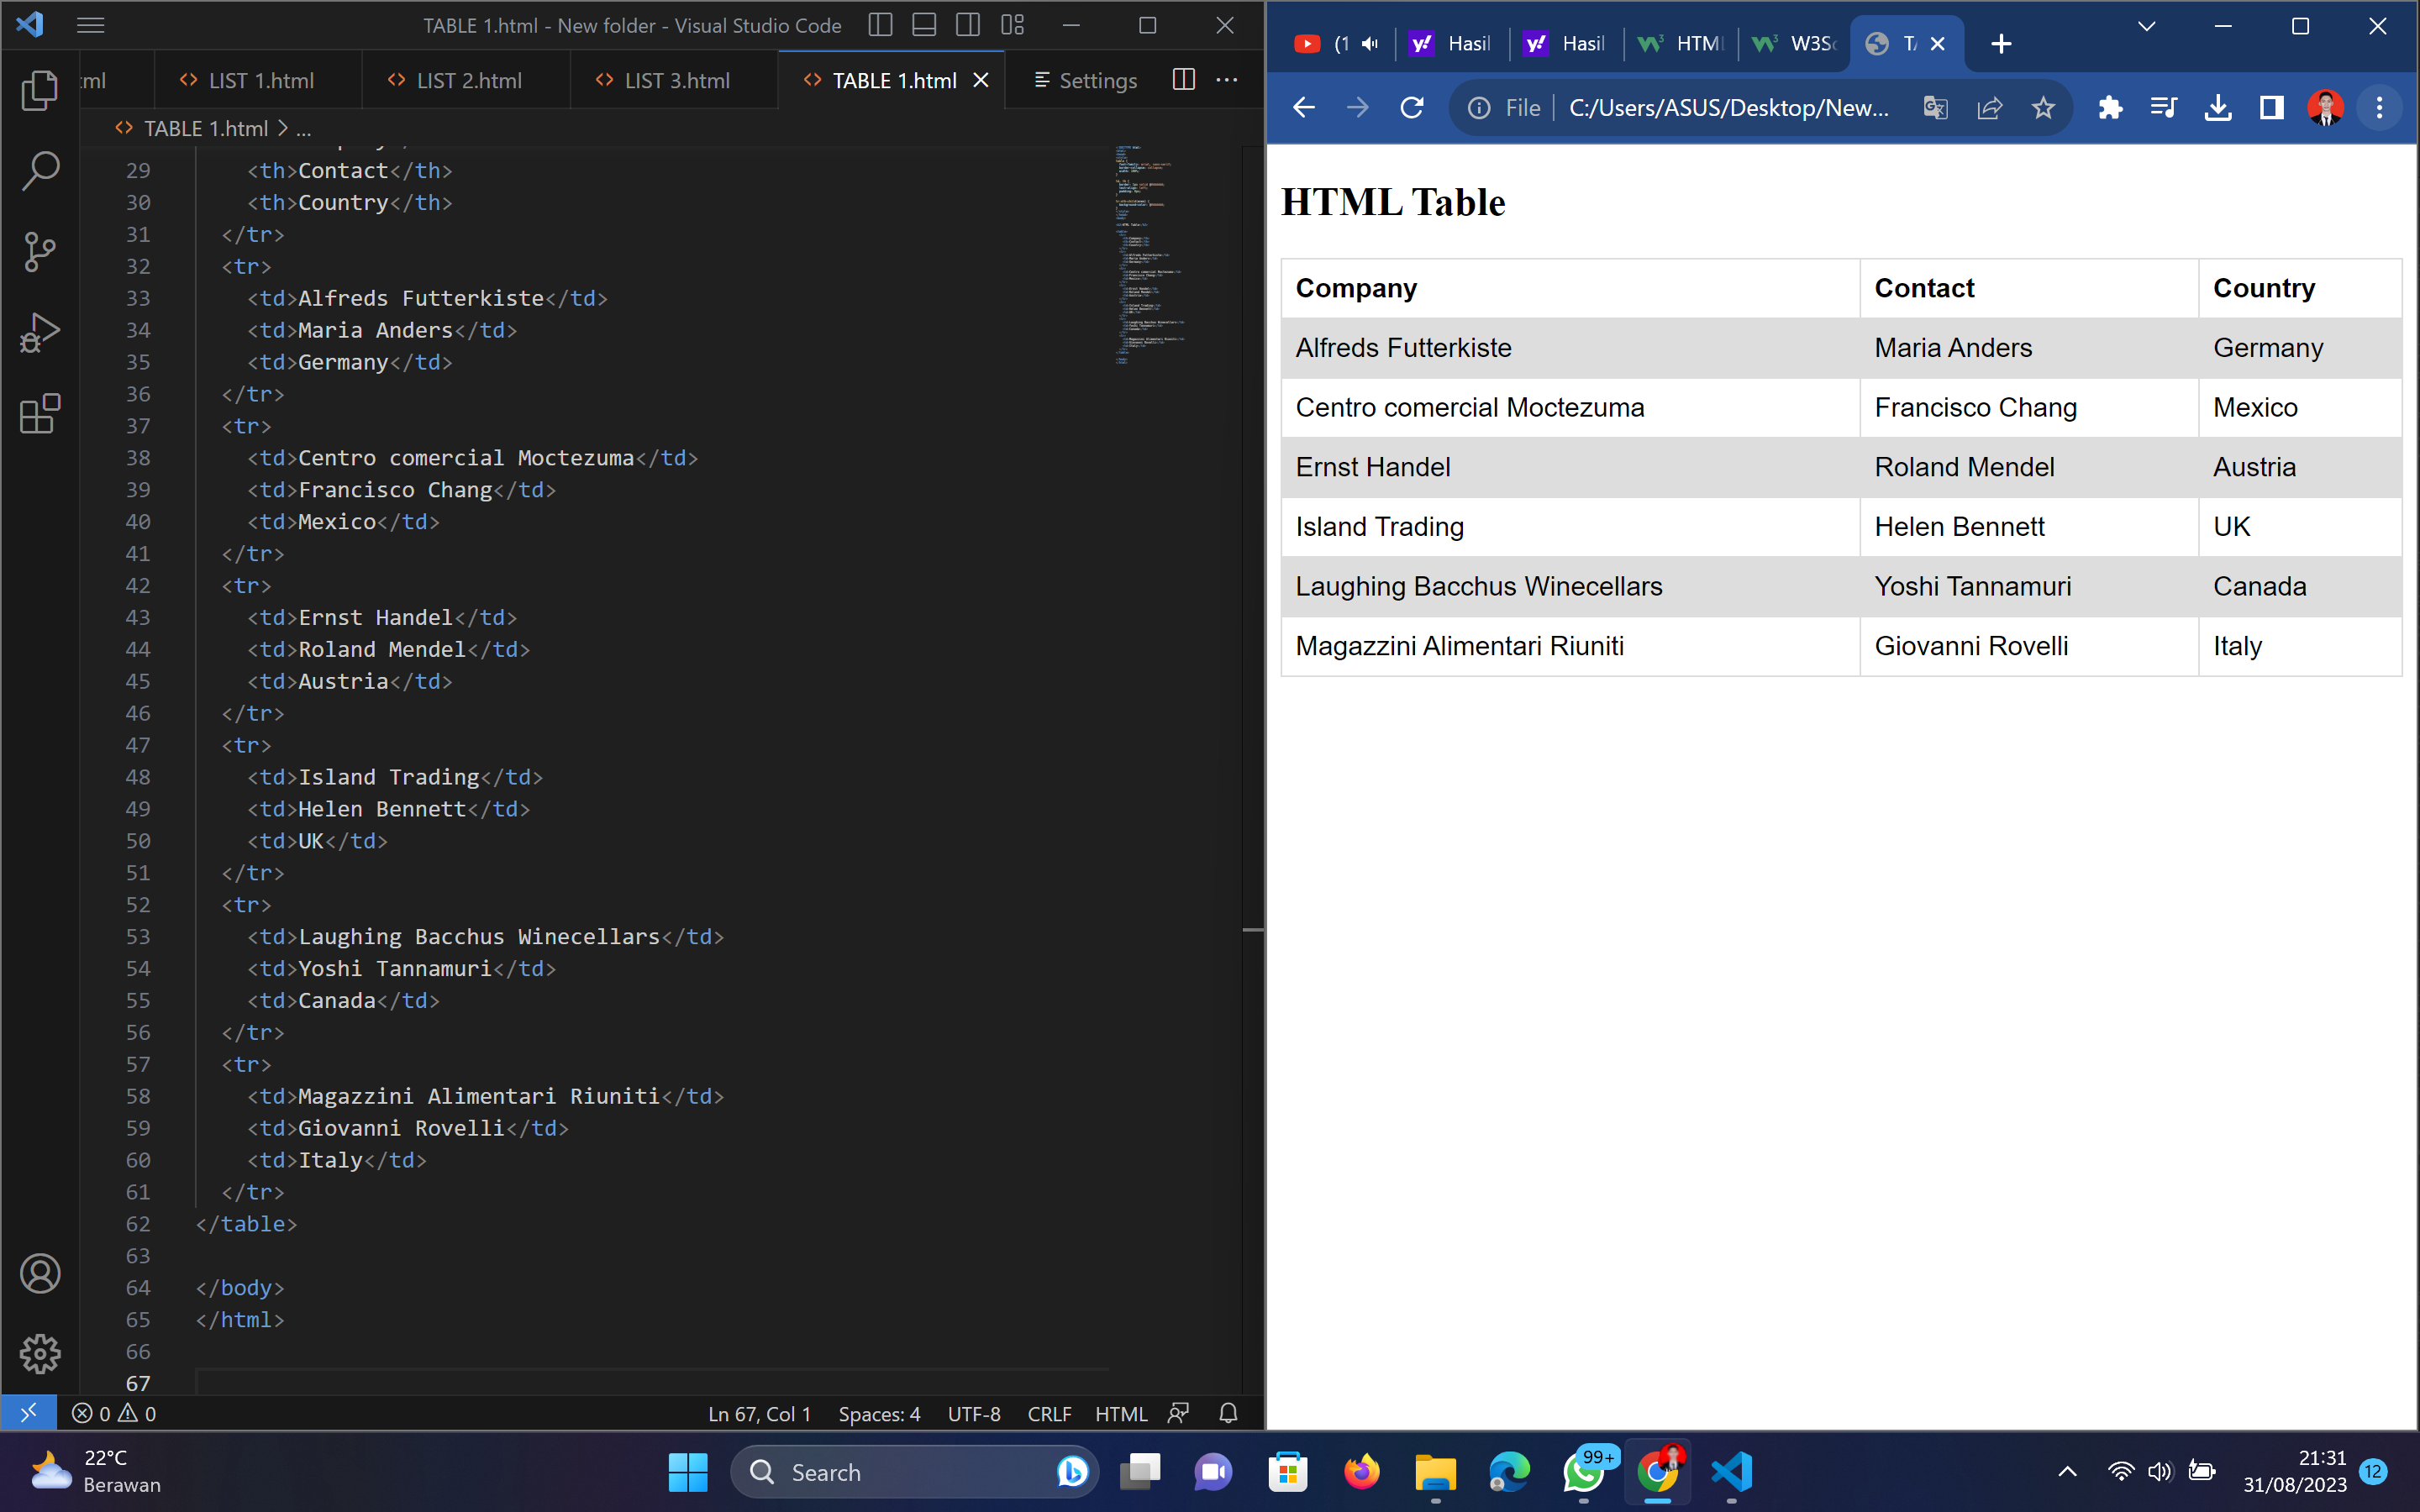 TABLE 1.html - New folder - Visual Studio Code
LIST 1.html
LIST 2.html
LIST 3.html
TABLE 1.html
Settings
TABLE 1.html > ...
29 <th>Contact</th>
30 <th>Country</th>
31 </tr>
32 <tr>
33 <td>Alfreds Futterkiste</td>
34 <td>Maria Anders</td>
35 <td>Germany</td>
36 </tr>
37 <tr>
38 <td>Centro comercial Moctezuma</td>
39 <td>Francisco Chang</td>
40 <td>Mexico</td>
41 </tr>
42 <tr>
43 <td>Ernst Handel</td>
44 <td>Roland Mendel</td>
45 <td>Austria</td>
46 </tr>
47 <tr>
48 <td>Island Trading</td>
49 <td>Helen Bennett</td>
50 <td>UK</td>
51 </tr>
52 <tr>
53 <td>Laughing Bacchus Winecellars</td>
54 <td>Yoshi Tannamuri</td>
55 <td>Canada</td>
56 </tr>
57 <tr>
58 <td>Magazzini Alimentari Riuniti</td>
59 <td>Giovanni Rovelli</td>
60 <td>Italy</td>
61 </tr>
62 </table>
63
64 </body>
65 </html>
66
67
0 0
Ln 67, Col 1 Spaces: 4 UTF-8 CRLF HTML
(1 Hasil Hasil HTML W3Sc TA
File C:/Users/ASUS/Desktop/New...
HTML Table
Company Contact Country
Alfreds Futterkiste Maria Anders Germany
Centro comercial Moctezuma Francisco Chang Mexico
Ernst Handel Roland Mendel Austria
Island Trading Helen Bennett UK
Laughing Bacchus Winecellars Yoshi Tannamuri Canada
Magazzini Alimentari Riuniti Giovanni Rovelli Italy
22°C
Berawan
Search
99+
21:31
31/08/2023
12